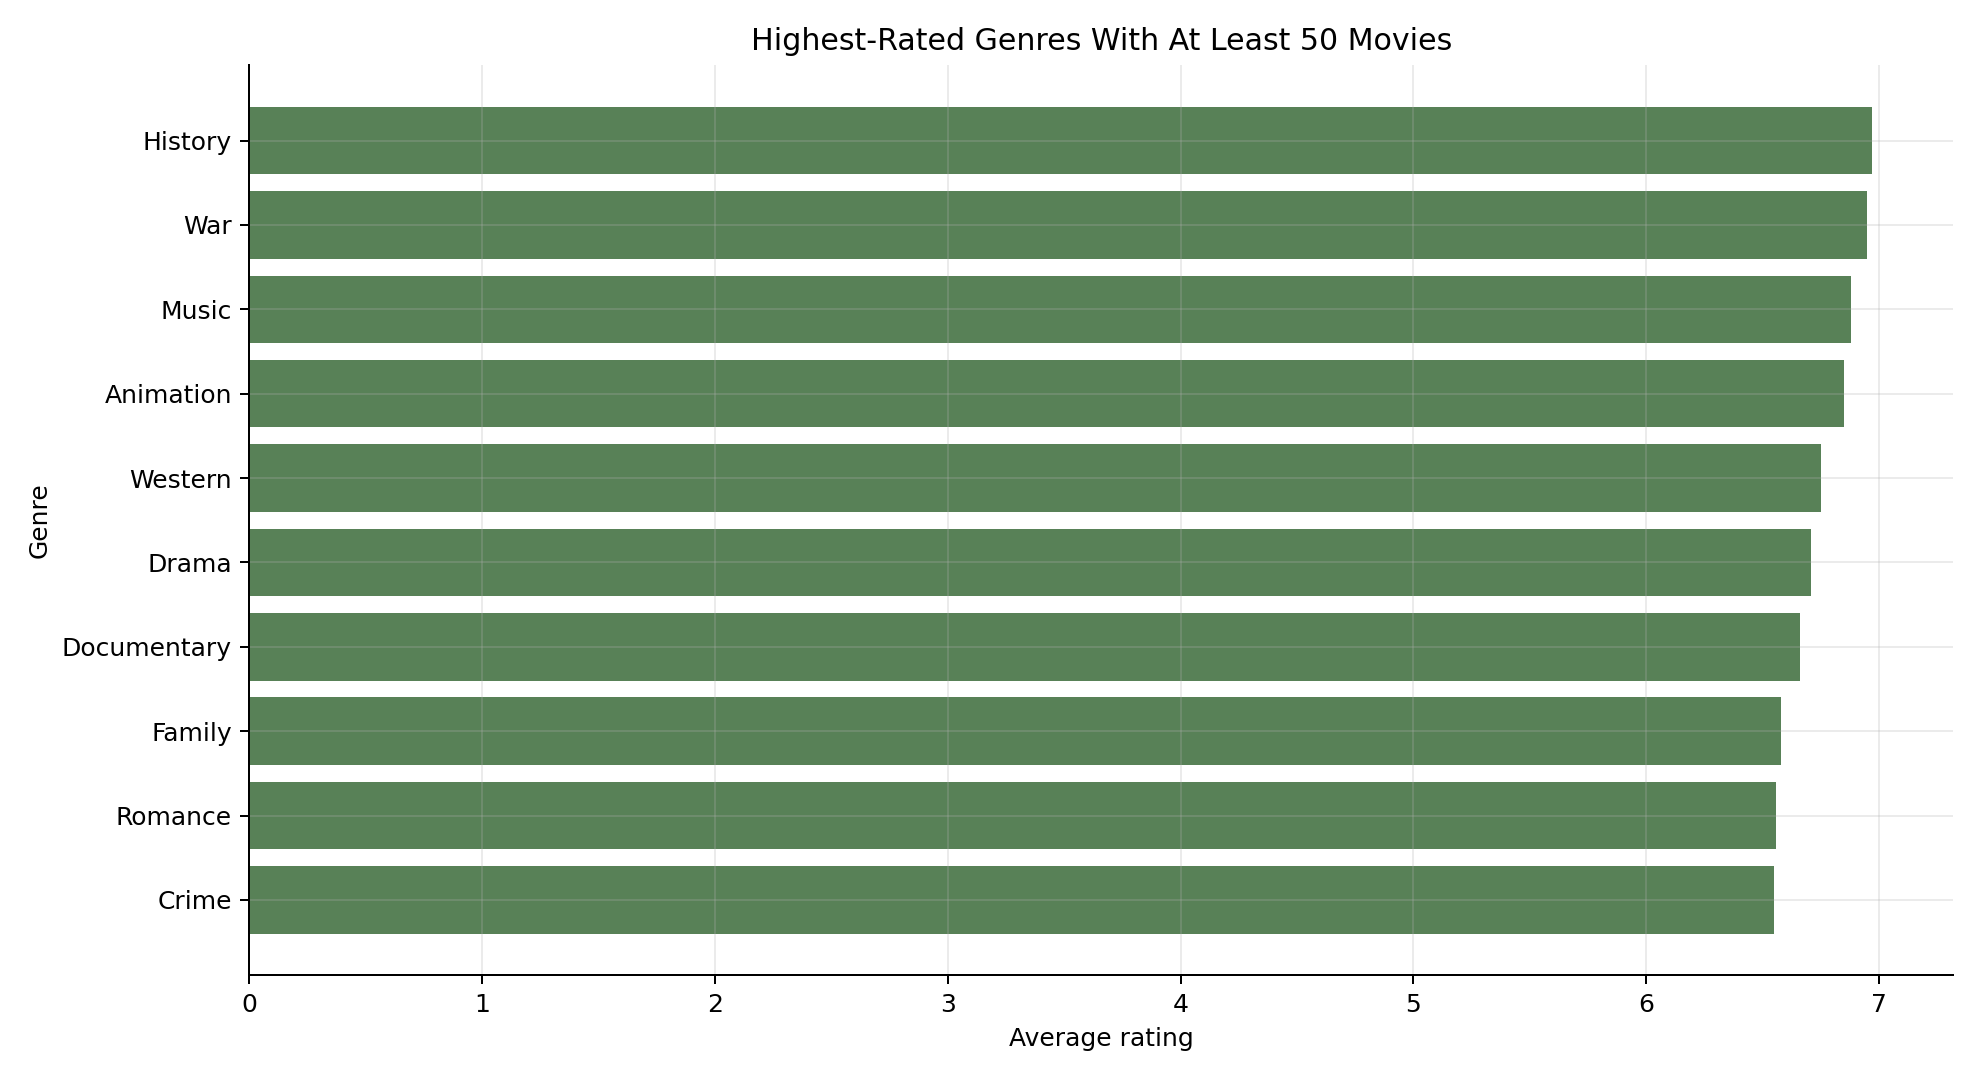 Highest-Rated Genres With At Least 50 Movies
Genre
History
War
Music
Animation
Western
Drama
Documentary
Family
Romance
Crime
0 1 2 3 4 5 6 7
Average rating